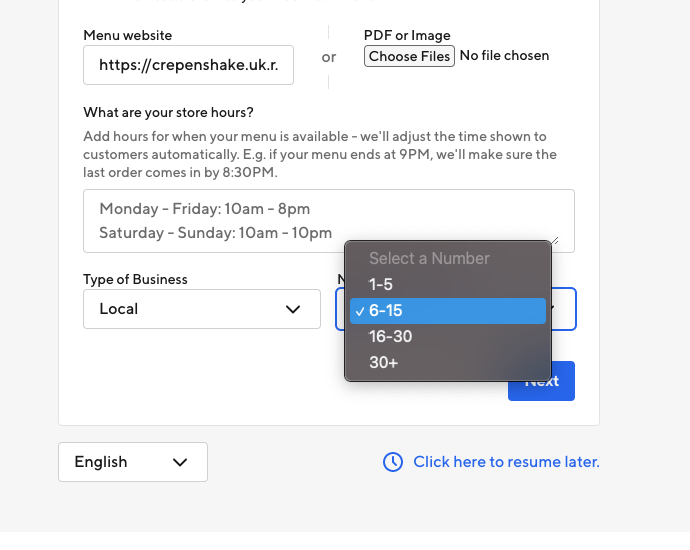 Menu website
PDF or Image
https://crepenshake.uk.r.
or
Choose Files No file chosen
What are your store hours?
Add hours for when your menu is available - we'll adjust the time shown to
customers automatically. E.g. if your menu ends at 9PM, we'll make sure the
last order comes in by 8:30PM.
Monday - Friday: 10am - 8pm
Saturday - Sunday: 10am - 10pm
Type of Business
Local
Select a Number
1-5
✓ 6-15
16-30
30+
Next
English
Click here to resume later.